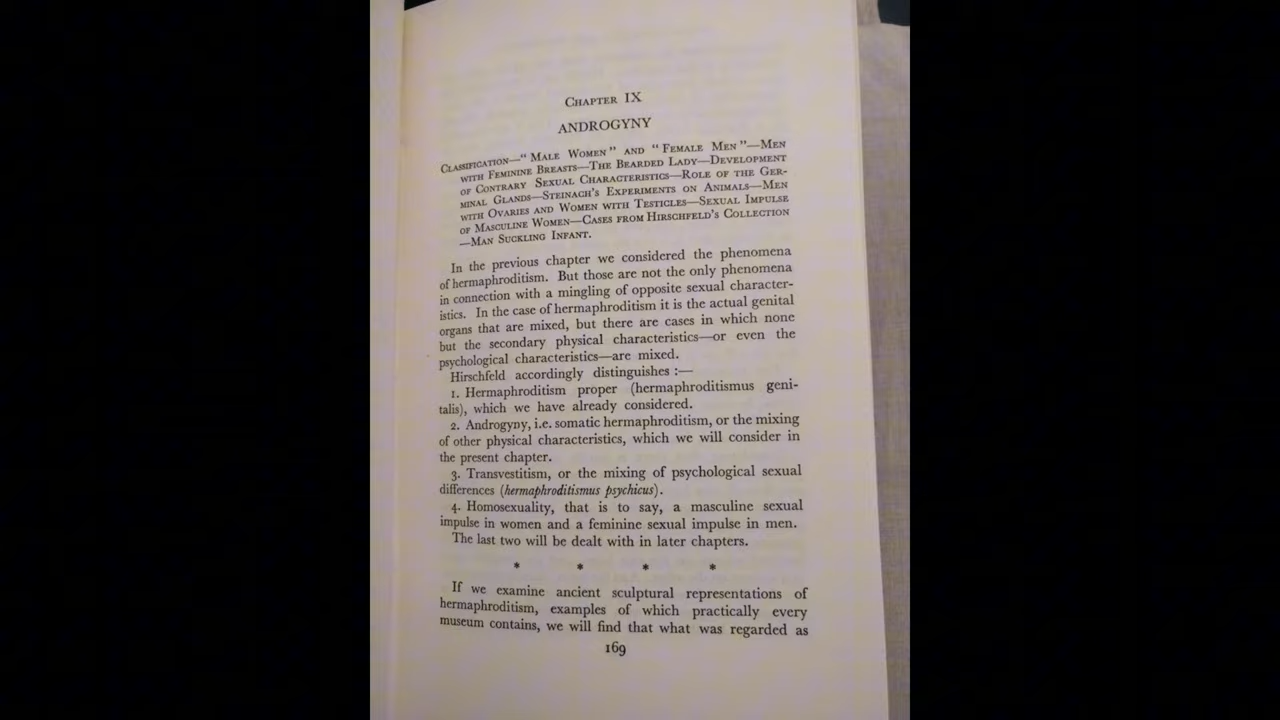 CHAPTER IX
ANDROGYNY
CLASSIFICATION—“ MALE WOMEN ” AND “ FEMALE MEN ”—MEN
WITH FEMININE BREASTS—THE BEARDED LADY—DEVELOPMENT
OF CONTRARY SEXUAL CHARACTERISTICS—ROLE OF THE GER-
MINAL GLANDS—STEINACH’S EXPERIMENTS ON ANIMALS—MEN
WITH OVARIES AND WOMEN WITH TESTICLES—SEXUAL IMPULSE
OF MASCULINE WOMEN—CASES FROM HIRSCHFELD’S COLLECTION
—MAN SUCKLING INFANT.
In the previous chapter we considered the phenomena
of hermaphroditism. But those are not the only phenomena
in connection with a mingling of opposite sexual character-
istics. In the case of hermaphroditism it is the actual genital
organs that are mixed, but there are cases in which none
but the secondary physical characteristics—or even the
psychological characteristics—are mixed.
Hirschfeld accordingly distinguishes :—
1. Hermaphroditism proper (hermaphroditismus geni-
talis), which we have already considered.
2. Androgyny, i.e. somatic hermaphroditism, or the mixing
of other physical characteristics, which we will consider in
the present chapter.
3. Transvestitism, or the mixing of psychological sexual
differences (hermaphroditismus psychicus).
4. Homosexuality, that is to say, a masculine sexual
impulse in women and a feminine sexual impulse in men.
The last two will be dealt with in later chapters.
* * * *
If we examine ancient sculptural representations of
hermaphroditism, examples of which practically every
museum contains, we will find that what was regarded as
169